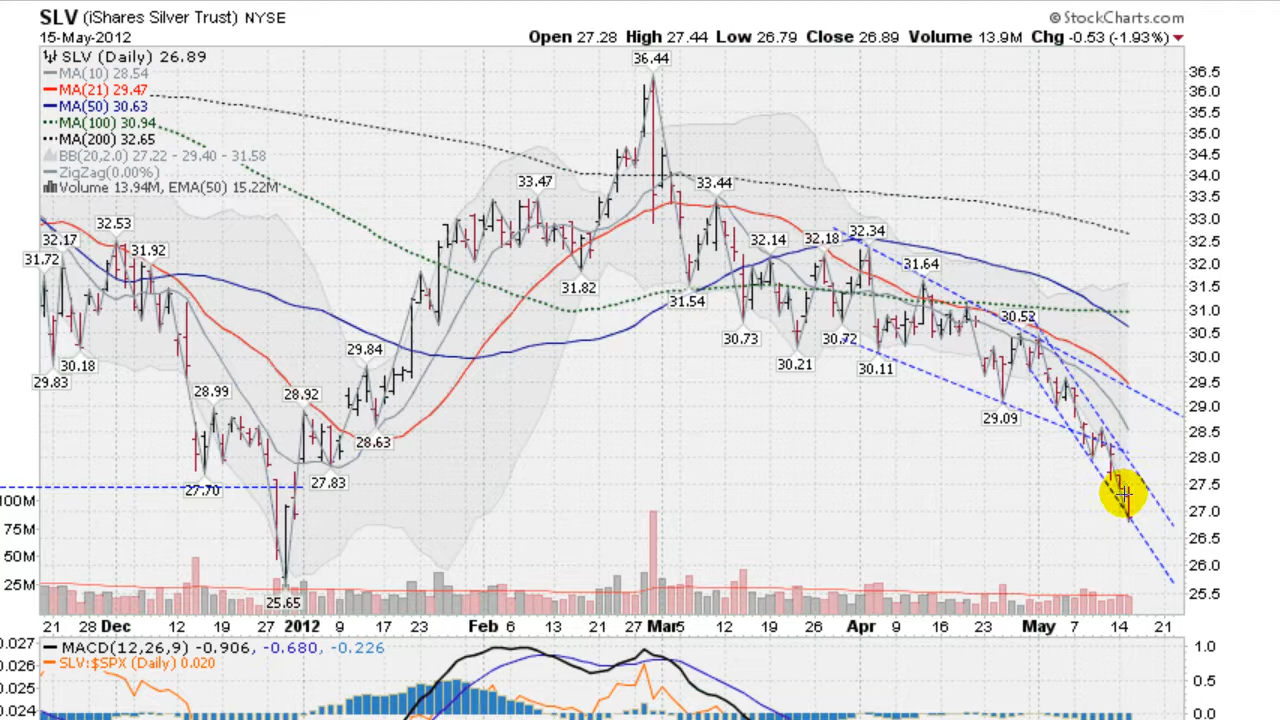 SLV (iShares Silver Trust) NYSE
© StockCharts.com
15-May-2012
Open 27.28 High 27.44 Low 26.79 Close 26.89 Volume 13.9M Chg -0.53 (-1.93%)
SLV (Daily) 26.89
MA(10) 28.54
MA(21) 29.47
MA(50) 30.63
MA(100) 30.94
MA(200) 32.65
BB(20,2.0) 27.22 - 29.40 - 31.58
ZigZag(0.00%)
Volume 13.94M, EMA(50) 15.22M
36.44
33.47
33.44
32.53
32.17
31.92
31.72
32.14
32.18
32.34
31.64
31.82
31.54
30.73
30.21
30.72
30.11
30.52
29.83
30.18
29.84
29.09
28.99
28.92
28.63
27.70
27.83
25.65
36.5
36.0
35.5
35.0
34.5
34.0
33.5
33.0
32.5
32.0
31.5
31.0
30.5
30.0
29.5
29.0
28.5
28.0
27.5
27.0
26.5
26.0
25.5
100M
75M
50M
25M
21 28 Dec 12 19 27 2012 9 17 23 Feb 6 13 21 27 Mar 5 12 19 26 Apr 9 16 23 May 7 14 21
MACD(12,26,9) -0.906, -0.680, -0.226
SLV:$SPX (Daily) 0.020
0.027
0.026
0.025
0.024
1.0
0.5
0.0